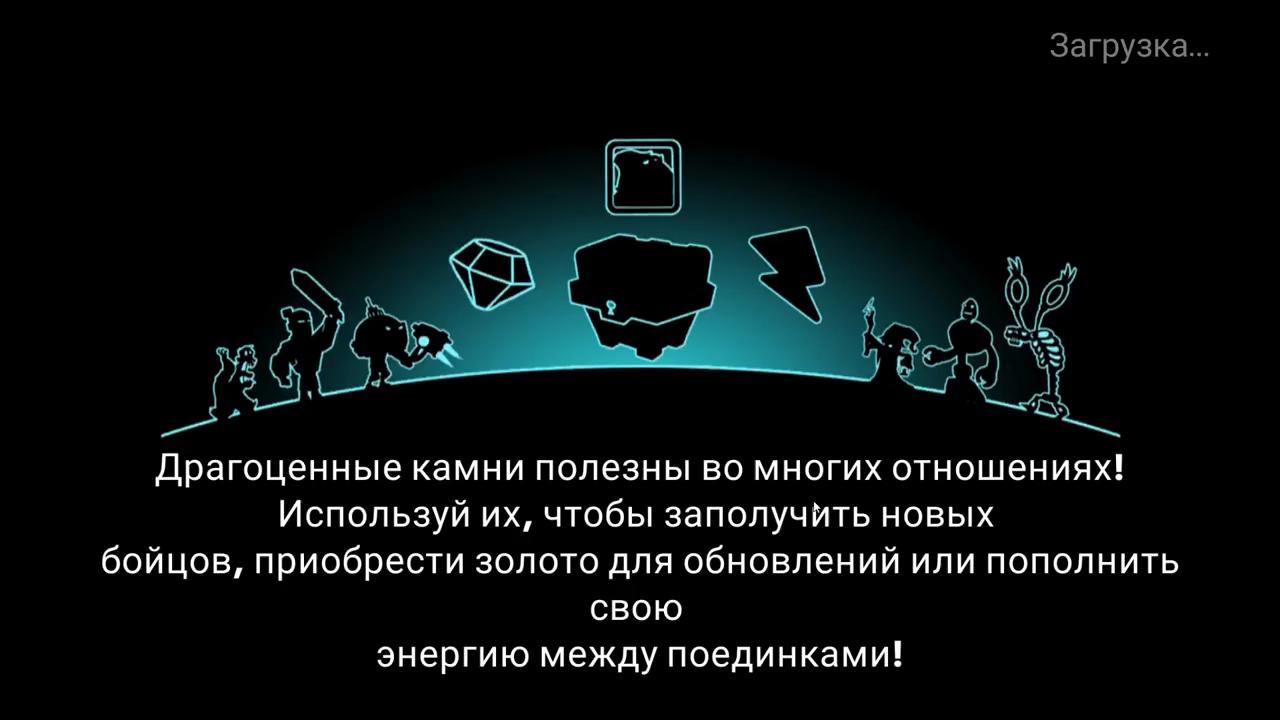 Загрузка...
Драгоценные камни полезны во многих отношениях!
Используй их, чтобы заполучить новых
бойцов, приобрести золото для обновлений или пополнить
свою
энергию между поединками!